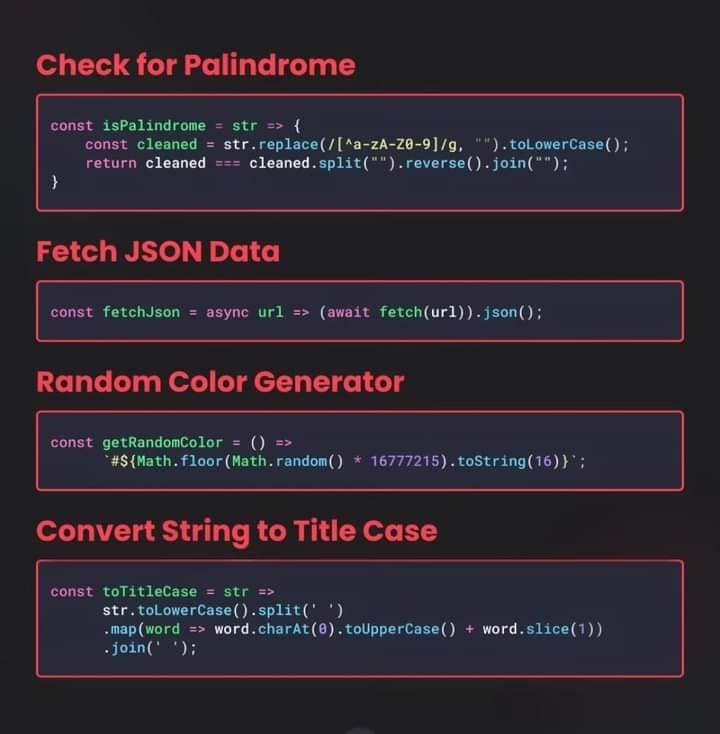 Check for Palindrome
const isPalindrome = str => {
    const cleaned = str.replace(/[^a-zA-Z0-9]/g, "").toLowerCase();
    return cleaned === cleaned.split("").reverse().join("");
}
Fetch JSON Data
const fetchJson = async url => (await fetch(url)).json();
Random Color Generator
const getRandomColor = () =>
      `#${Math.floor(Math.random() * 16777215).toString(16)}`;
Convert String to Title Case
const toTitleCase = str =>
      str.toLowerCase().split(' ')
      .map(word => word.charAt(0).toUpperCase() + word.slice(1))
      .join(' ');